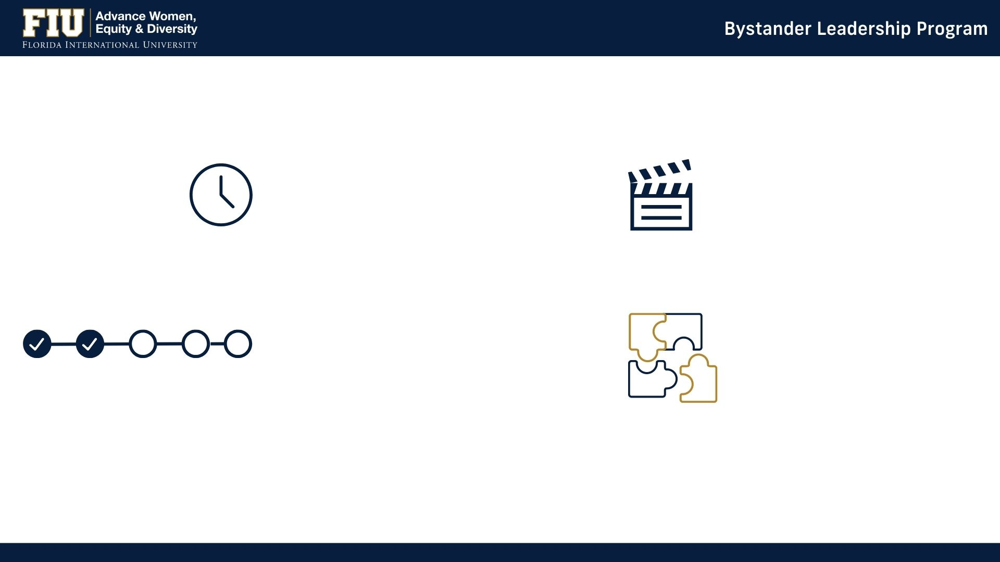 FIU
Advance Women,
Equity & Diversity
FLORIDA INTERNATIONAL UNIVERSITY
Bystander Leadership Program